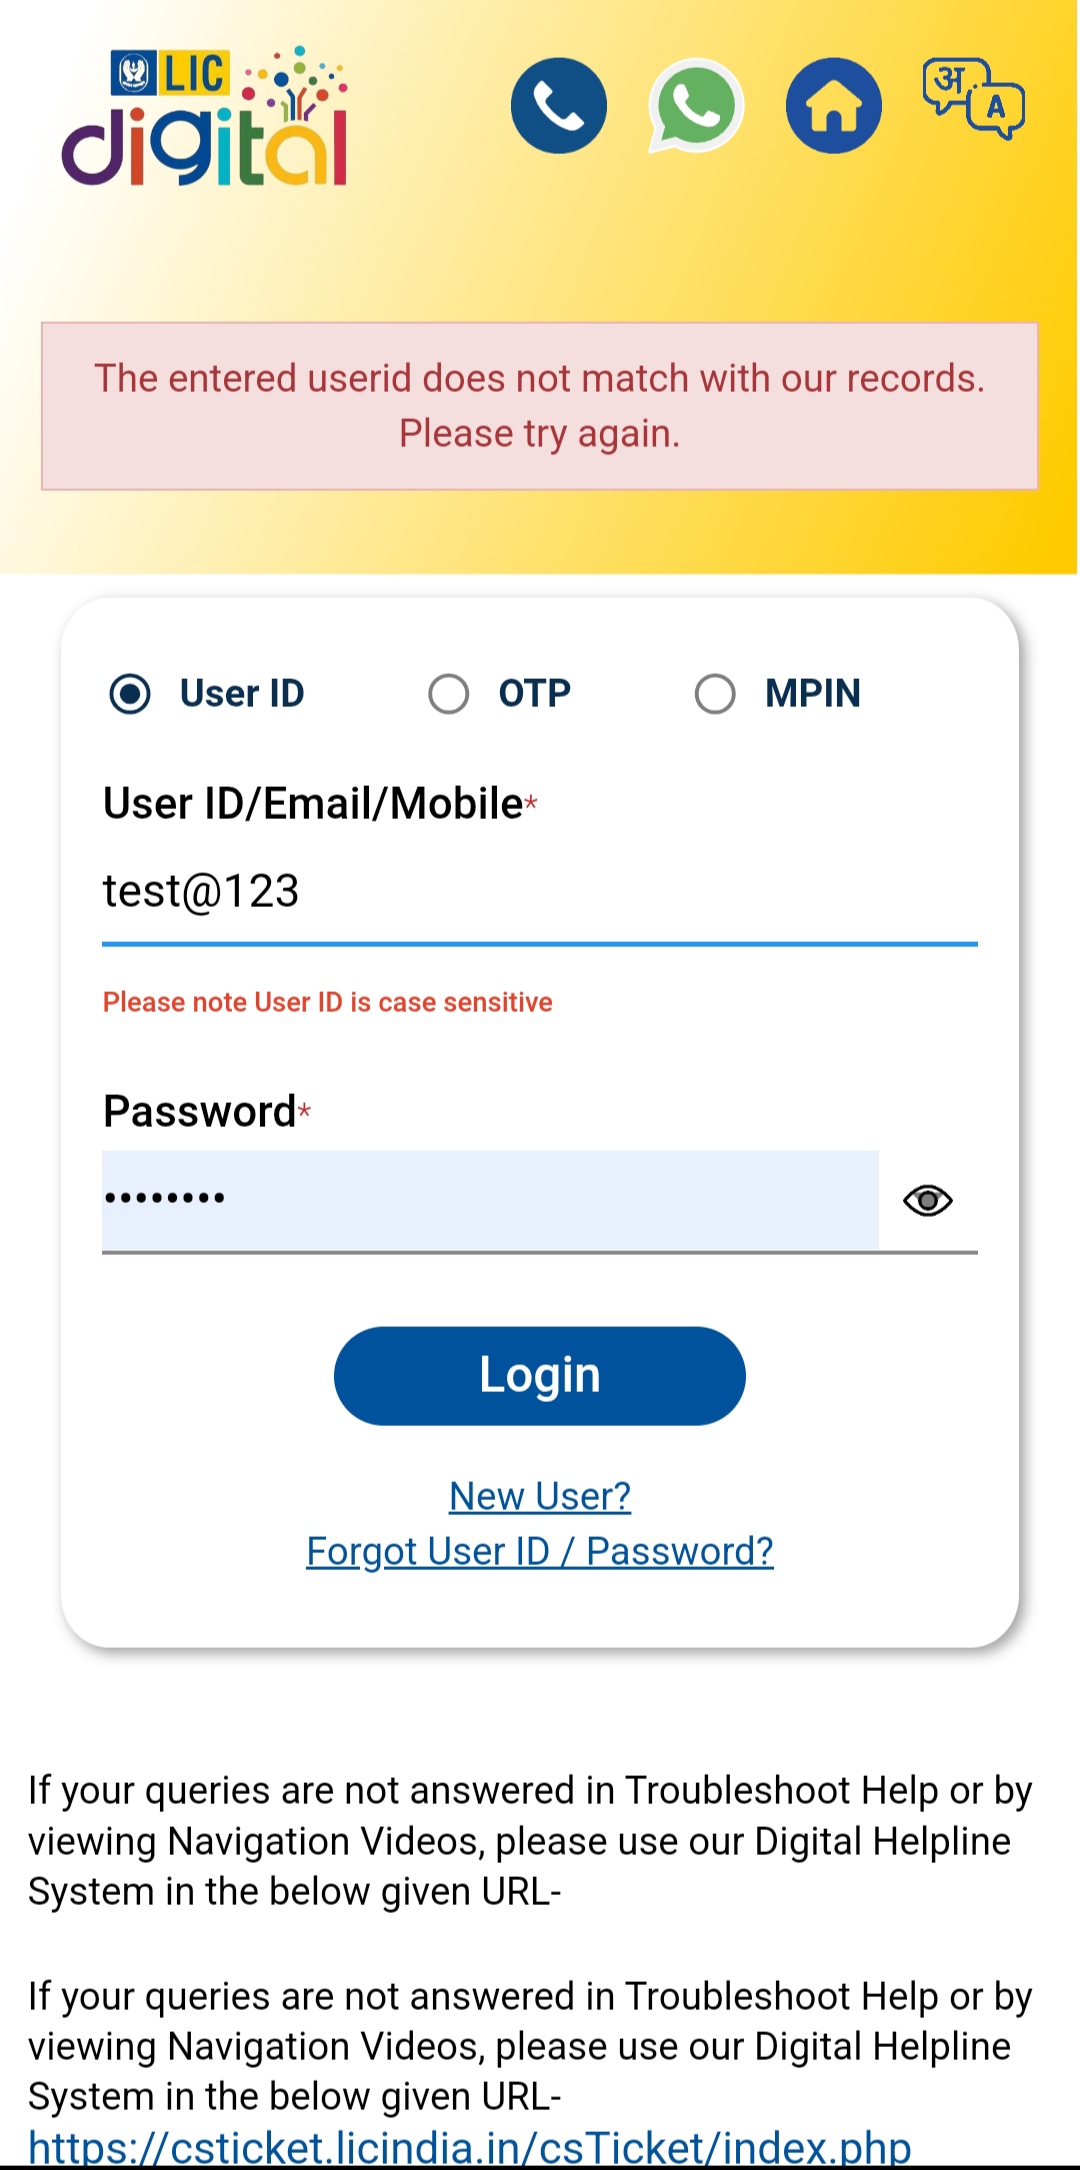 LIC
digital
अ A
The entered userid does not match with our records.
Please try again.
User ID OTP MPIN
User ID/Email/Mobile*
test@123
Please note User ID is case sensitive
Password*
••••••••
Login
New User?
Forgot User ID / Password?
If your queries are not answered in Troubleshoot Help or by
viewing Navigation Videos, please use our Digital Helpline
System in the below given URL-
If your queries are not answered in Troubleshoot Help or by
viewing Navigation Videos, please use our Digital Helpline
System in the below given URL-
https://csticket.licindia.in/csTicket/index.php